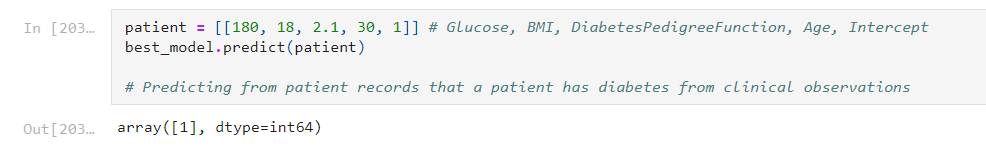 In [203…
patient = [[180, 18, 2.1, 30, 1]] # Glucose, BMI, DiabetesPedigreeFunction, Age, Intercept
best_model.predict(patient)
# Predicting from patient records that a patient has diabetes from clinical observations
Out[203…
array([1], dtype=int64)